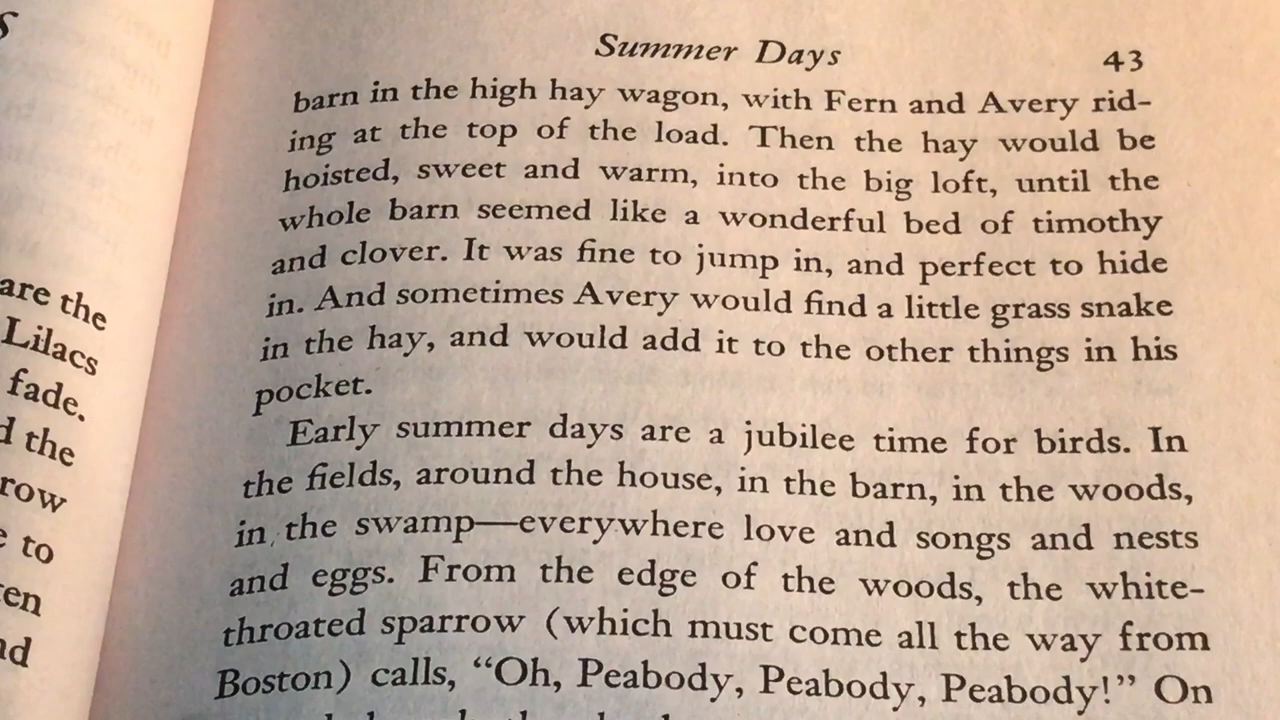 are the
Lilacs
fade.
the
row
to
Summer Days 43
barn in the high hay wagon, with Fern and Avery rid-
ing at the top of the load. Then the hay would be
hoisted, sweet and warm, into the big loft, until the
whole barn seemed like a wonderful bed of timothy
and clover. It was fine to jump in, and perfect to hide
in. And sometimes Avery would find a little grass snake
in the hay, and would add it to the other things in his
pocket.
Early summer days are a jubilee time for birds. In
the fields, around the house, in the barn, in the woods,
in the swamp—everywhere love and songs and nests
and eggs. From the edge of the woods, the white-
throated sparrow (which must come all the way from
Boston) calls, “Oh, Peabody, Peabody, Peabody!” On